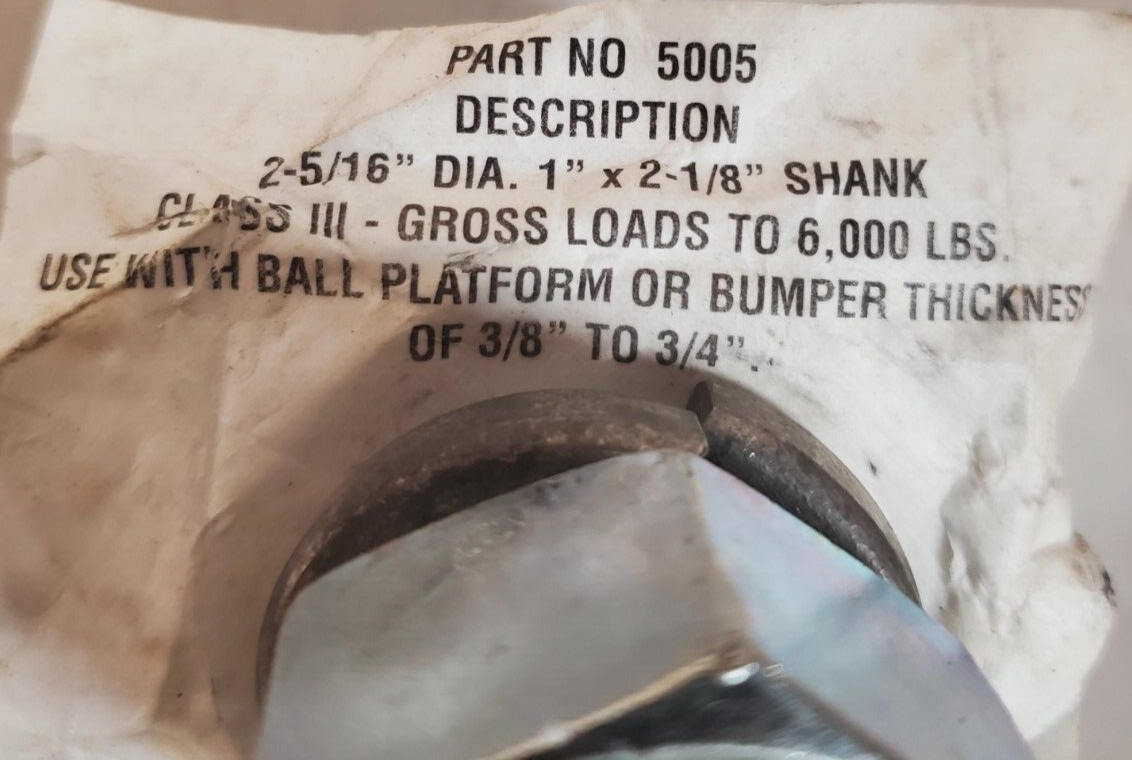 PART NO 5005
DESCRIPTION
2-5/16” DIA. 1” x 2-1/8” SHANK
CLASS III - GROSS LOADS TO 6,000 LBS.
USE WITH BALL PLATFORM OR BUMPER THICKNESS
OF 3/8” TO 3/4”.